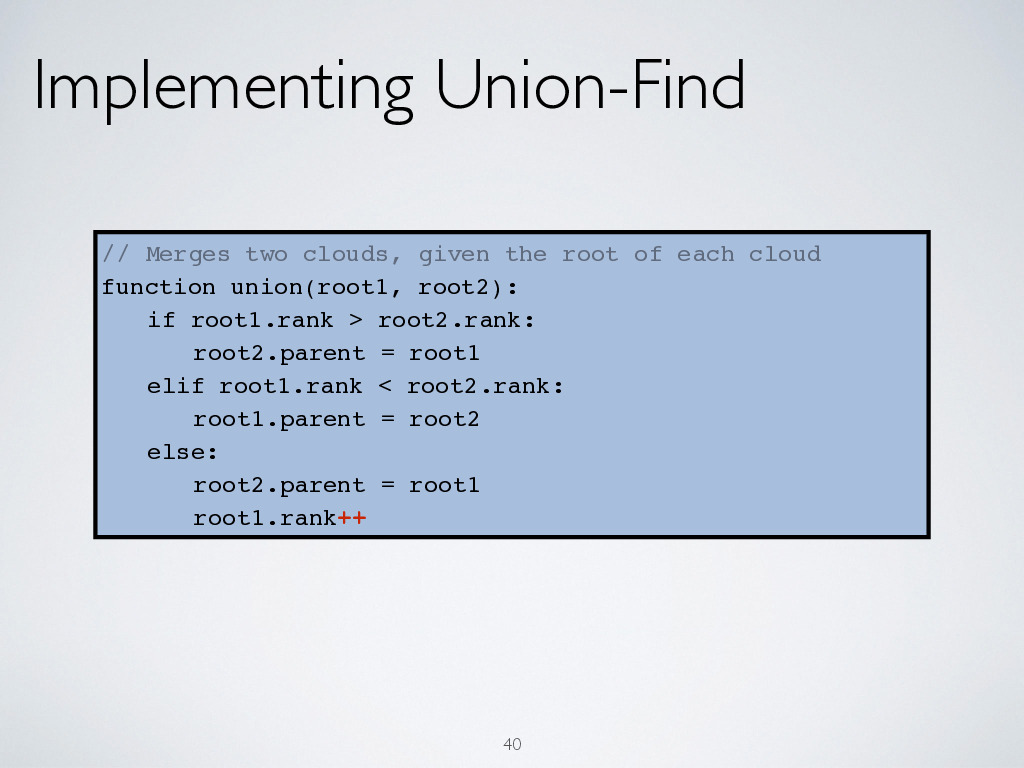 Implementing Union-Find
// Merges two clouds, given the root of each cloud
function union(root1, root2):
if root1.rank > root2.rank:
root2.parent = root1
elif root1.rank < root2.rank:
root1.parent = root2
else:
root2.parent = root1
root1.rank++
40